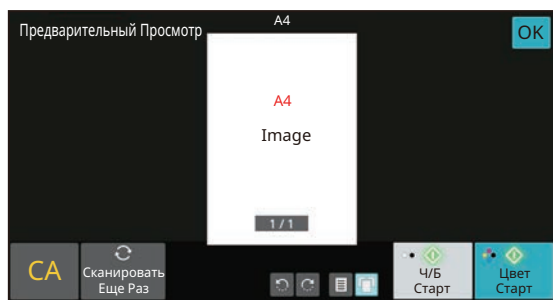 A4
Предварительный Просмотр
OK
A4
Image
1 / 1
CA
Сканировать
Еще Раз
Ч/Б
Старт
Цвет
Старт